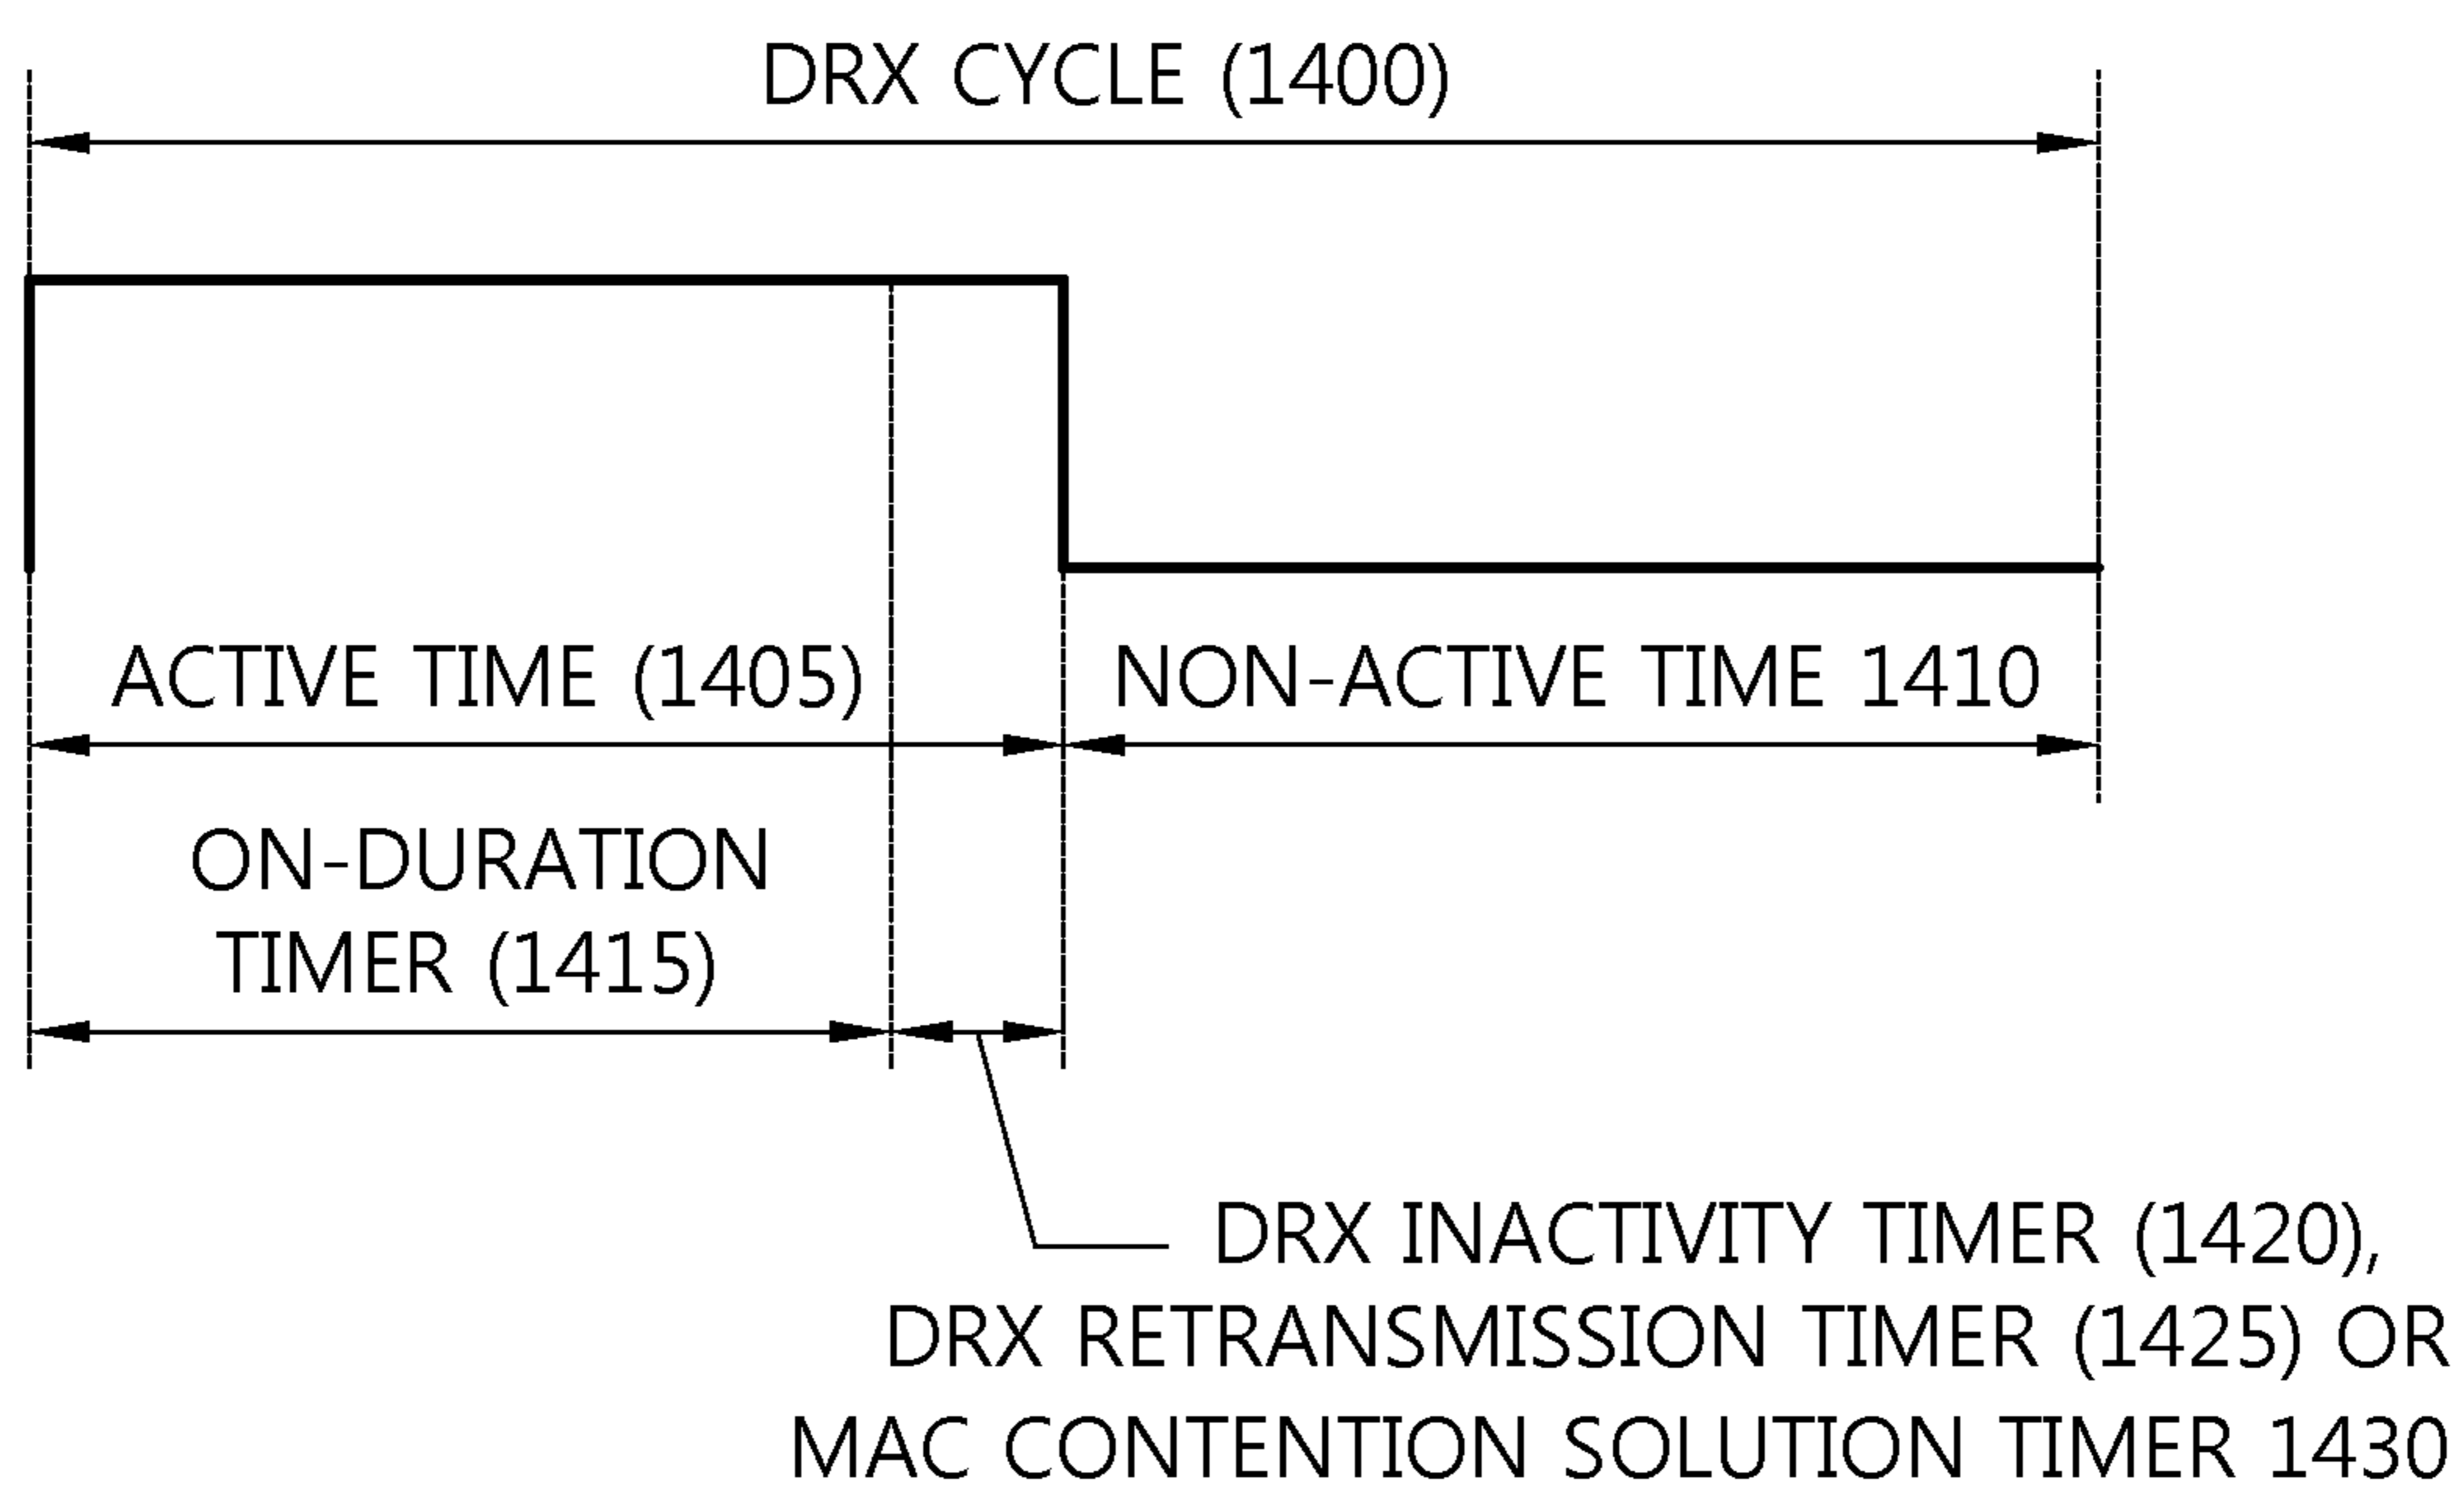 DRX CYCLE (1400)
ACTIVE TIME (1405)
NON-ACTIVE TIME 1410
ON-DURATION
TIMER (1415)
DRX INACTIVITY TIMER (1420),
DRX RETRANSMISSION TIMER (1425) OR
MAC CONTENTION SOLUTION TIMER 1430